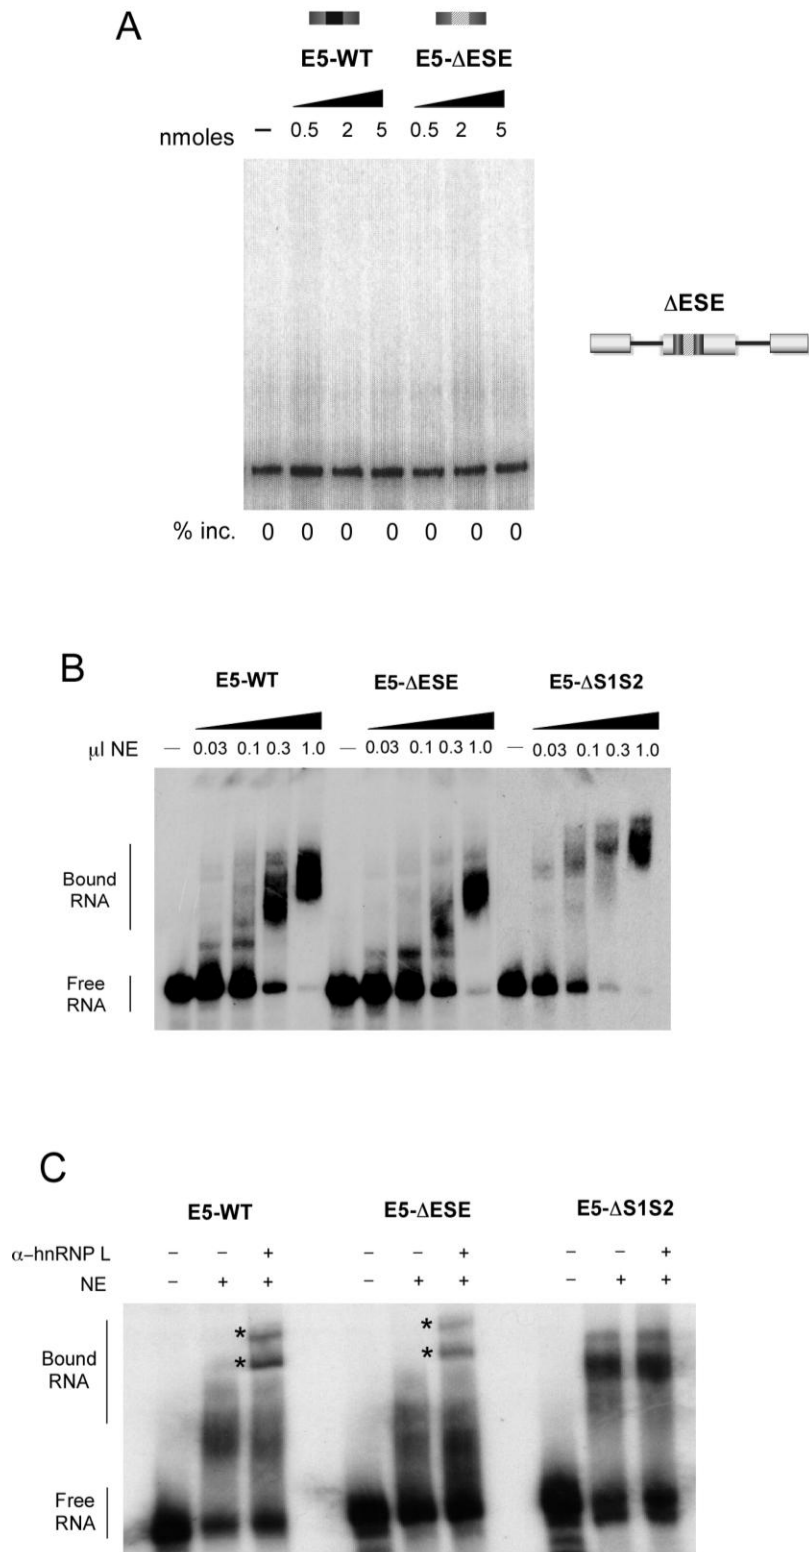 A
E5-WT E5-ΔESE
nmoles – 0.5 2 5 0.5 2 5
ΔESE
% inc. 0 0 0 0 0 0 0
B
E5-WT E5-ΔESE E5-ΔS1S2
μl NE — 0.03 0.1 0.3 1.0 — 0.03 0.1 0.3 1.0 — 0.03 0.1 0.3 1.0
Bound
RNA
Free
RNA
C
E5-WT E5-ΔESE E5-ΔS1S2
α–hnRNP L – – + – – + – – +
NE – + + – + + – + +
*
*
*
*
Bound
RNA
Free
RNA